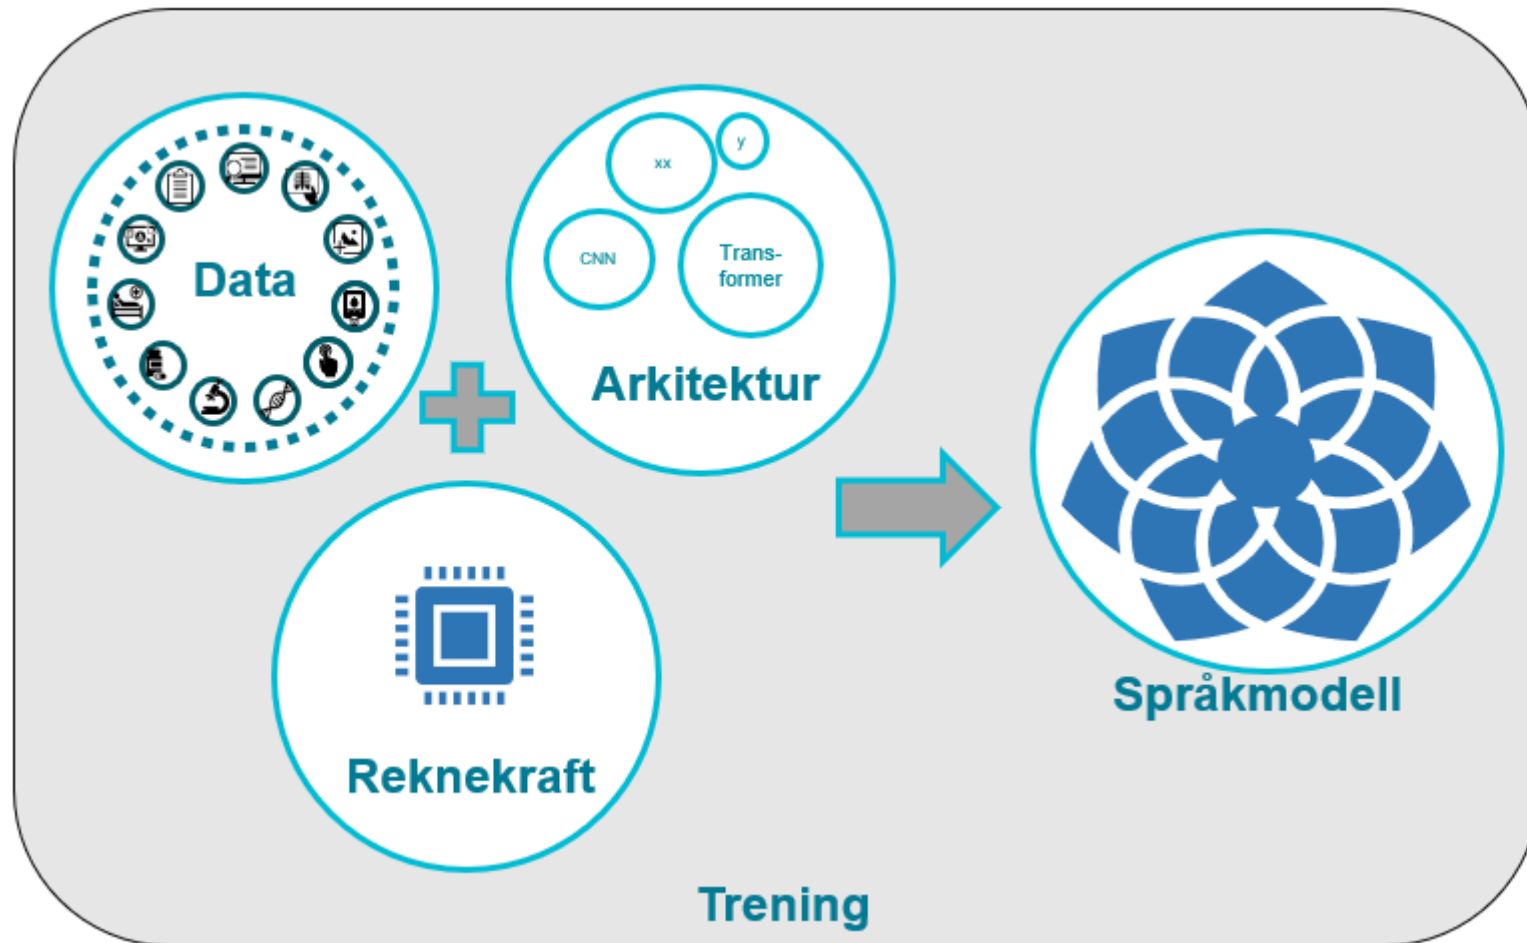 Data
xx
y
CNN
Trans-
former
Arkitektur
Reknekraft
Språkmodell
Trening